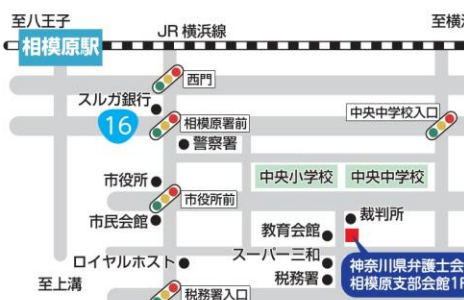 至八王子
至横
JR 横浜線
相模原駅
西門
スルガ銀行
16
相模原署前
中央中学校入口
警察署
市役所
中央小学校
中央中学校
市役所前
市民会館
裁判所
教育会館
ロイヤルホスト
スーパー三和
神奈川県弁護士会
至上溝
税務署
相模原支部会館1F
税務署入口